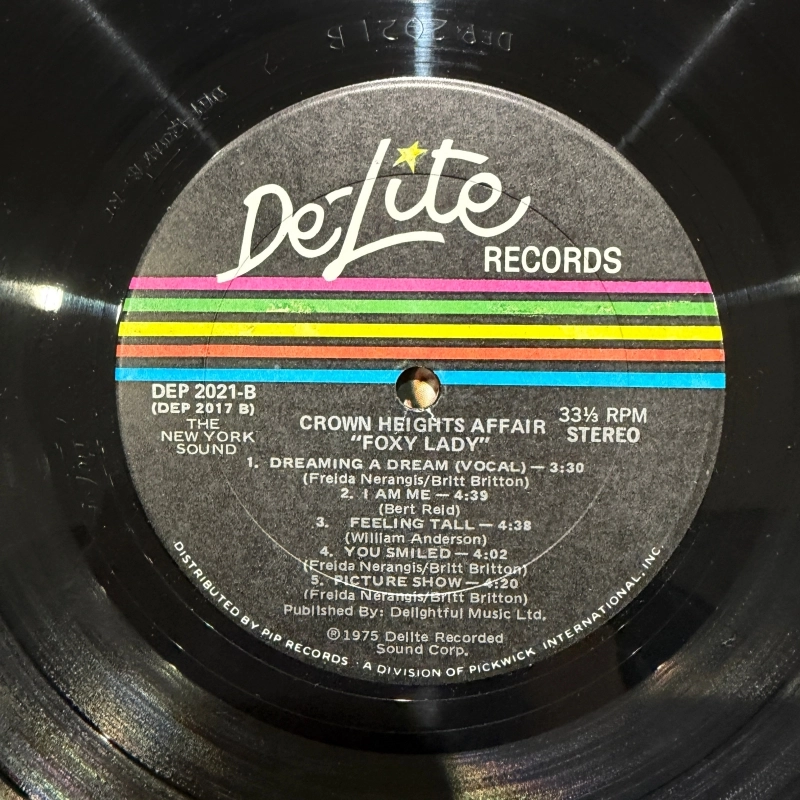 DEP 2021 B
De-Lite
RECORDS
DEP 2021-B
(DEP 2017 B)
THE
NEW YORK
SOUND
CROWN HEIGHTS AFFAIR
"FOXY LADY"
33⅓ RPM
STEREO
1. DREAMING A DREAM (VOCAL) — 3:30
(Freida Nerangis/Britt Britton)
2. I AM ME — 4:39
(Bert Reid)
3. FEELING TALL — 4:38
(William Anderson)
4. YOU SMILED — 4:02
(Freida Nerangis/Britt Britton)
5. PICTURE SHOW — 4:20
(Freida Nerangis/Britt Britton)
Published By: Delightful Music Ltd.
℗1975 Delite Recorded
Sound Corp.
DISTRIBUTED BY PIP RECORDS · A DIVISION OF PICKWICK INTERNATIONAL, INC.